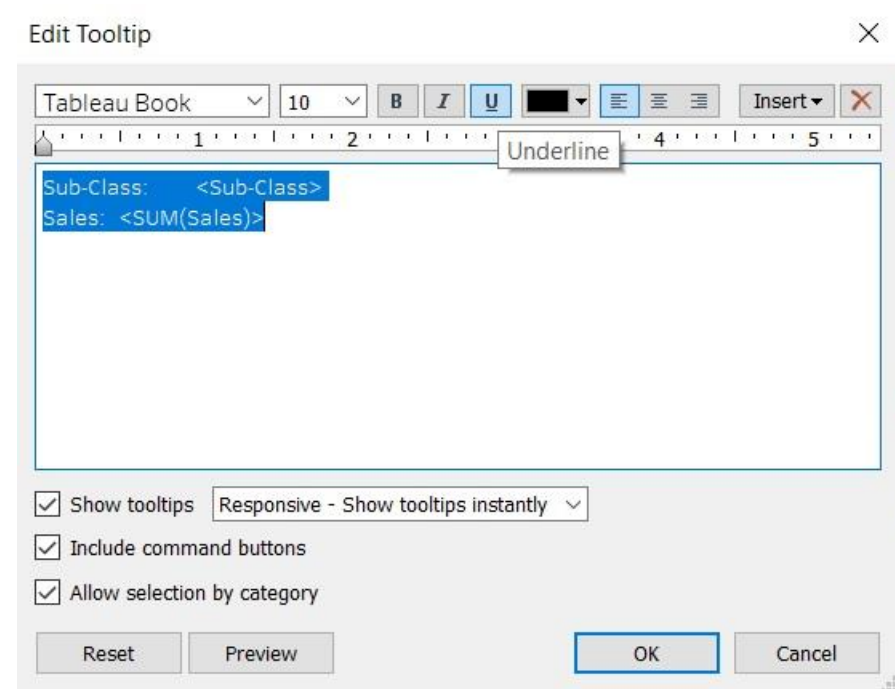 Edit Tooltip
Tableau Book 10 B I U Insert
1 2 4 5
Underline
Sub-Class: <Sub-Class>
Sales: <SUM(Sales)>
Show tooltips Responsive - Show tooltips instantly
Include command buttons
Allow selection by category
Reset Preview OK Cancel